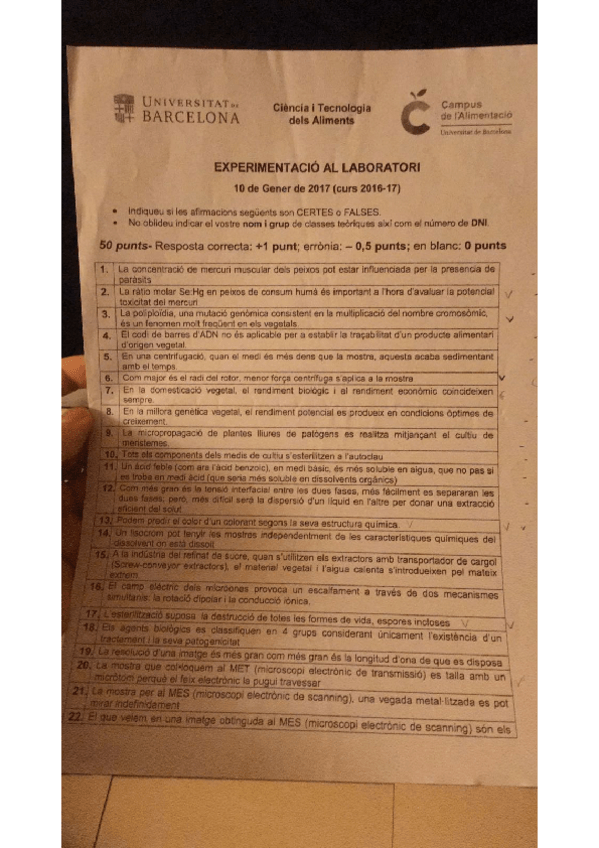 UNIVERSITAT DE
BARCELONA
Ciència i Tecnologia
dels Aliments
Campus
de l'Alimentació
Universitat de Barcelona
EXPERIMENTACIÓ AL LABORATORI
10 de Gener de 2017 (curs 2016-17)
• Indiqueu si les afirmacions següents son CERTES o FALSES.
• No oblideu indicar el vostre nom i grup de classes teòriques així com el número de DNI.
50 punts- Resposta correcta: +1 punt; errònia: – 0,5 punts; en blanc: 0 punts
1. La concentració de mercuri muscular dels peixos pot estar influenciada per la presencia de
paràsits
2. La ràtio molar Se:Hg en peixos de consum humà és important a l'hora d'avaluar la potencial
toxicitat del mercuri
3. La poliploïdia, una mutació genòmica consistent en la multiplicació del nombre cromosòmic,
és un fenomen molt freqüent en els vegetals.
4. El codi de barres d'ADN no és aplicable per a establir la traçabilitat d'un producte alimentari
d'origen vegetal.
5. En una centrifugació, quan el medi és més dens que la mostra, aquesta acaba sedimentant
amb el temps.
6. Com major és el radi del rotor, menor força centrífuga s'aplica a la mostra
7. En la domesticació vegetal, el rendiment biològic i el rendiment econòmic coincideixen
sempre.
8. En la millora genètica vegetal, el rendiment potencial es produeix en condicions òptimes de
creixement.
9. La micropropagació de plantes lliures de patògens es realitza mitjançant el cultiu de
meristemes.
10. Tots els components dels medis de cultiu s'esterilitzen a l'autoclau
11. Un àcid feble (com ara l'àcid benzoic), en medi bàsic, és més soluble en aigua, que no pas si
es troba en medi àcid (que seria més soluble en dissolvents orgànics)
12. Com més gran és la tensió interfacial entre les dues fases, més fàcilment es separaran les
dues fases, però, més difícil serà la dispersió d'un líquid en l'altre per donar una extracció
eficient del solut
13. Podem predir el color d'un colorant segons la seva estructura química.
14. Un fluorocrom pot tenyir les mostres independentment de les característiques químiques del
dissolvent on està dissolt
15. A la indústria del refinat de sucre, quan s'utilitzen els extractors amb transportador de cargol
(Screw-conveyor extractors), el material vegetal i l'aigua calenta s'introdueixen pel mateix
extrem
16. El camp elèctric dels microones provoca un escalfament a través de dos mecanismes
simultanis: la rotació dipolar i la conducció iònica.
17. L'esterilització suposa la destrucció de totes les formes de vida, espores incloses
18. Els agents biològics es classifiquen en 4 grups considerant únicament l'existència d'un
tractament i la seva patogenicitat
19. La resolució d'una imatge és més gran com més gran és la longitud d'ona de que es disposa
20. La mostra que col·loquem al MET (microscopi electrònic de transmissió) es talla amb un
micròtom perquè el feix electrònic la pugui travessar
21. La mostra per al MES (microscopi electrònic de scanning), una vegada metal·litzada es pot
mirar indefinidament
22. El que veiem en una imatge obtinguda al MES (microscopi electrònic de scanning) són els